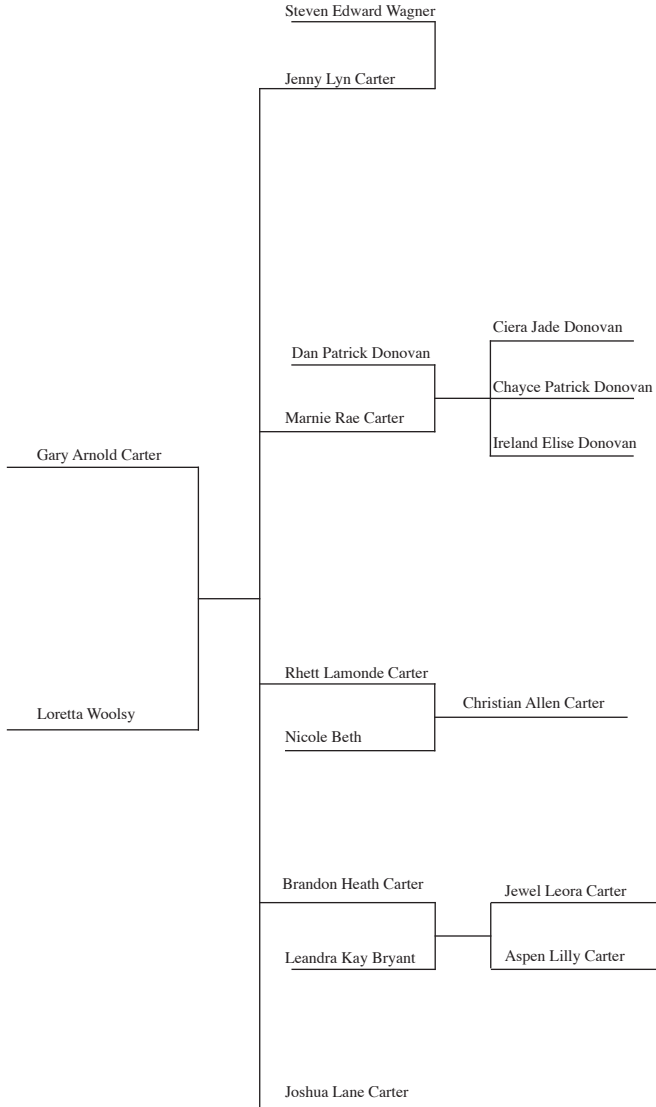 Steven Edward Wagner
Jenny Lyn Carter
Ciera Jade Donovan
Dan Patrick Donovan
Chayce Patrick Donovan
Marnie Rae Carter
Ireland Elise Donovan
Gary Arnold Carter
Rhett Lamonde Carter
Christian Allen Carter
Loretta Woolsy
Nicole Beth
Brandon Heath Carter
Jewel Leora Carter
Leandra Kay Bryant
Aspen Lilly Carter
Joshua Lane Carter